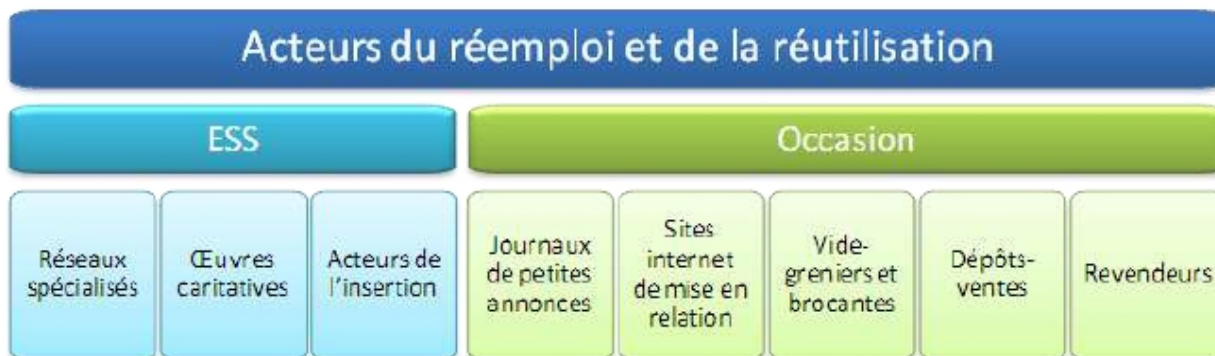 Acteurs du réemploi et de la réutilisation
ESS
Occasion
Réseaux
spécialisés
Œuvres
caritatives
Acteurs de
l'insertion
Journaux
de petites
annonces
Sites
internet
de mise en
relation
Vide-
greniers et
brocantes
Dépôts-
ventes
Revendeurs